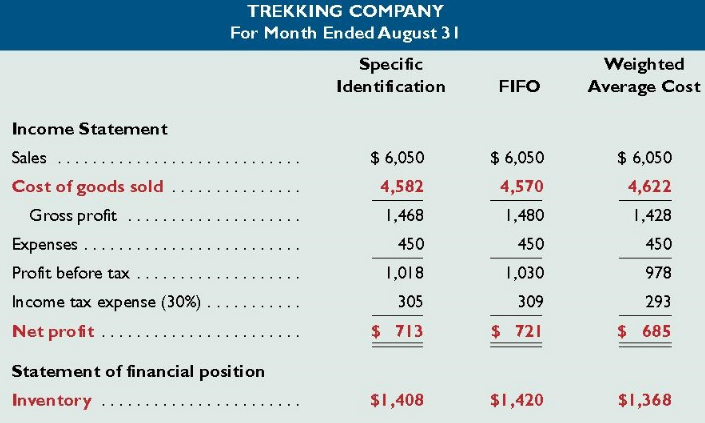 TREKKING COMPANY
For Month Ended August 31
Specific Weighted
Identification FIFO Average Cost
Income Statement
Sales ........................... $ 6,050 $ 6,050 $ 6,050
Cost of goods sold ............... 4,582 4,570 4,622
Gross profit .................... 1,468 1,480 1,428
Expenses ......................... 450 450 450
Profit before tax ................... 1,018 1,030 978
Income tax expense (30%) .......... 305 309 293
Net profit ....................... $ 713 $ 721 $ 685
Statement of financial position
Inventory ....................... $1,408 $1,420 $1,368